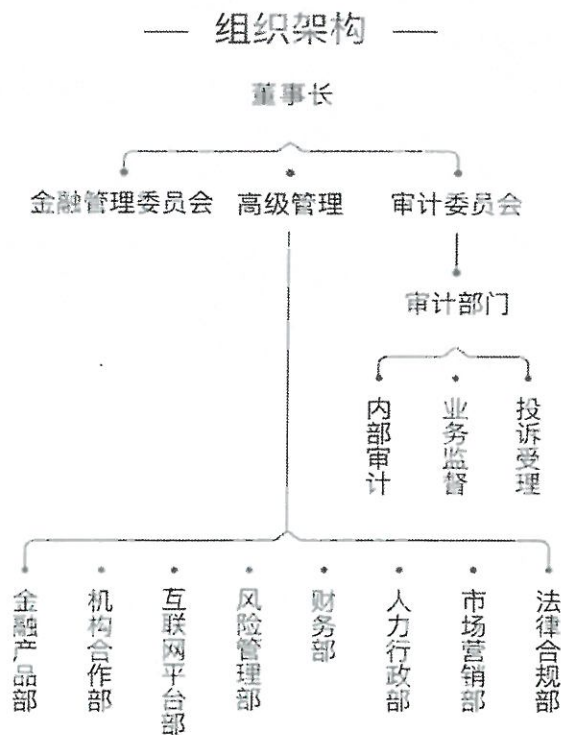 组织架构
董事长
金融管理委员会 高级管理 审计委员会
审计部门
内部审计
业务监督
投诉受理
金融产品部
机构合作部
互联网平台部
风险管理部
财务部
人力行政部
市场营销部
法律合规部